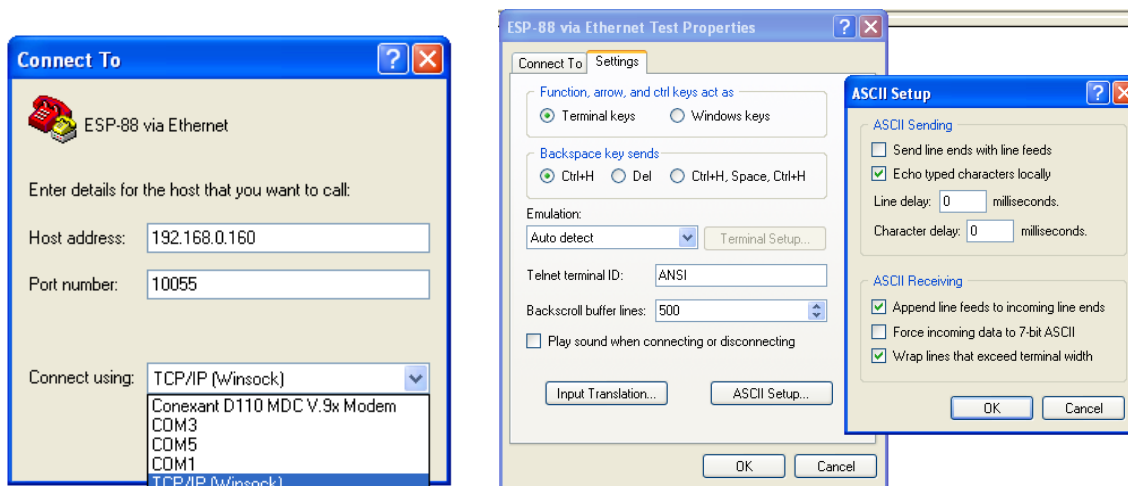 Connect To
ESP-88 via Ethernet
Enter details for the host that you want to call:
Host address: 192.168.0.160
Port number: 10055
Connect using: TCP/IP (Winsock)
Conexant D110 MDC V.9x Modem
COM3
COM5
COM1
TCP/IP (Winsock)
ESP-88 via Ethernet Test Properties
Connect To Settings
Function, arrow, and ctrl keys act as
Terminal keys Windows keys
Backspace key sends
Ctrl+H Del Ctrl+H, Space, Ctrl+H
Emulation:
Auto detect Terminal Setup...
Telnet terminal ID: ANSI
Backscroll buffer lines: 500
Play sound when connecting or disconnecting
Input Translation... ASCII Setup...
OK Cancel
ASCII Setup
ASCII Sending
Send line ends with line feeds
Echo typed characters locally
Line delay: 0 milliseconds.
Character delay: 0 milliseconds.
ASCII Receiving
Append line feeds to incoming line ends
Force incoming data to 7-bit ASCII
Wrap lines that exceed terminal width
OK Cancel